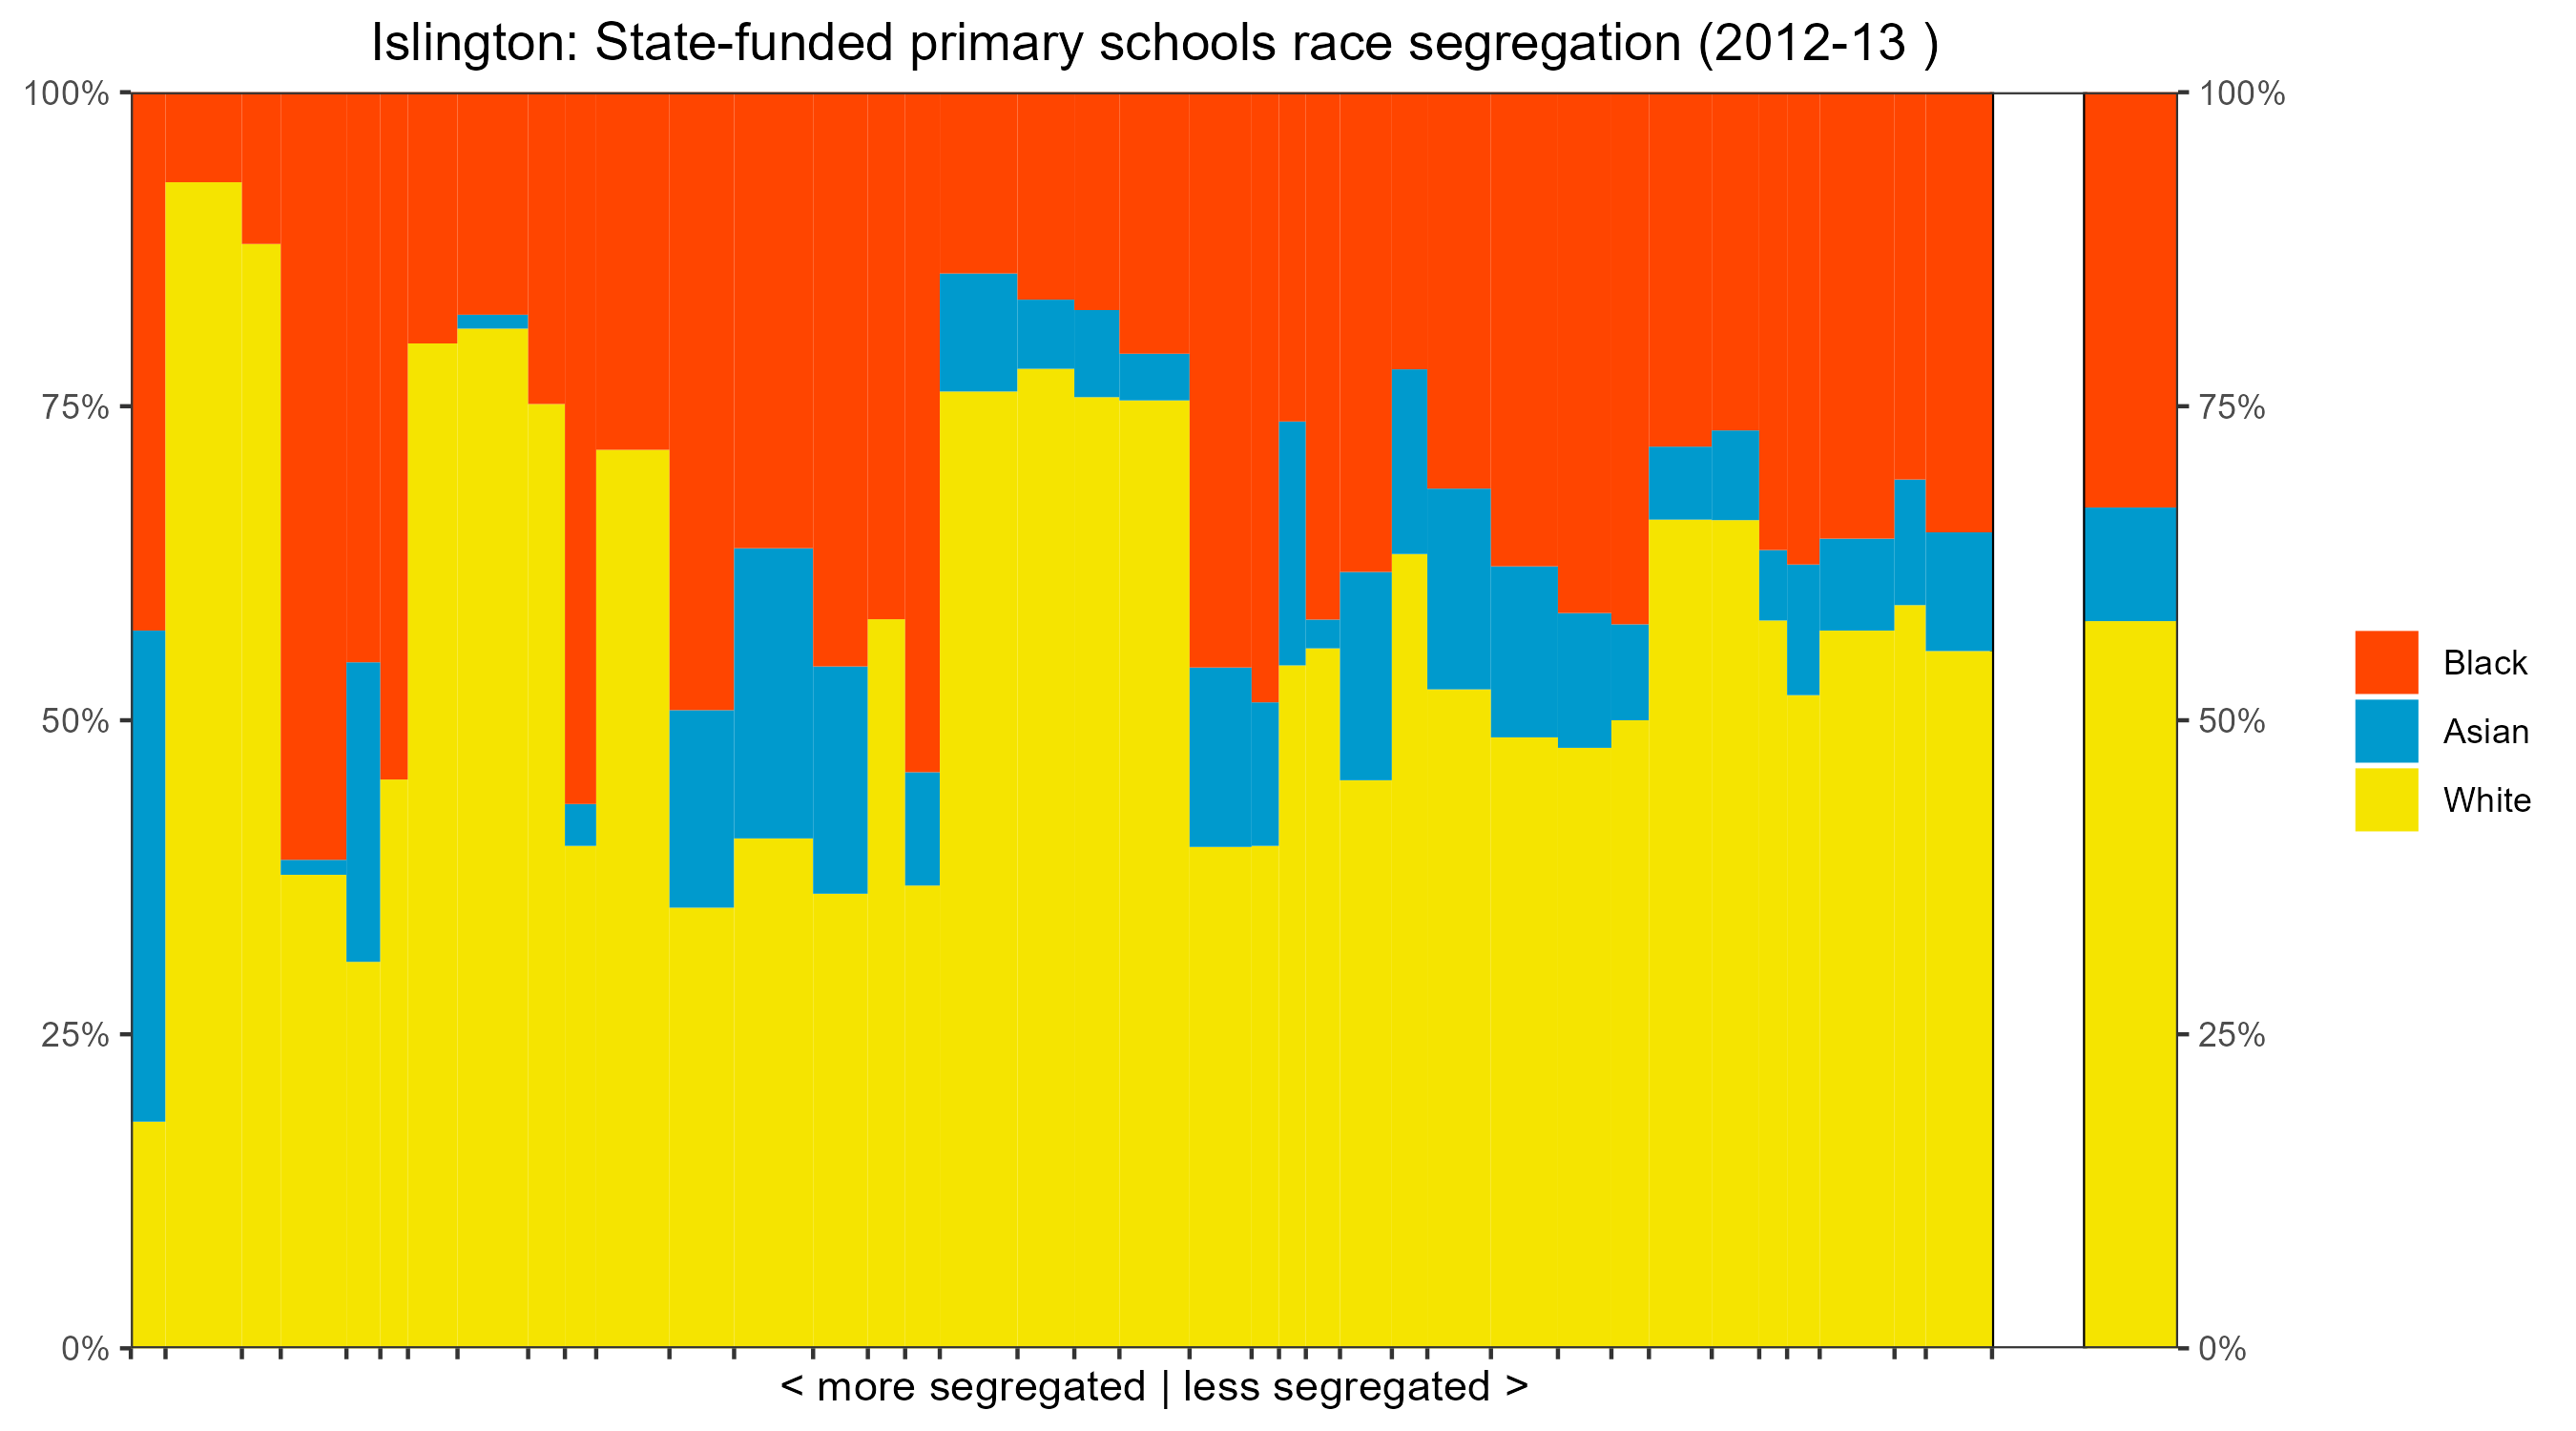 Islington: State-funded primary schools race segregation (2012-13 )
100%
75%
50%
25%
0%
100%
75%
50%
25%
0%
Black
Asian
White
< more segregated | less segregated >